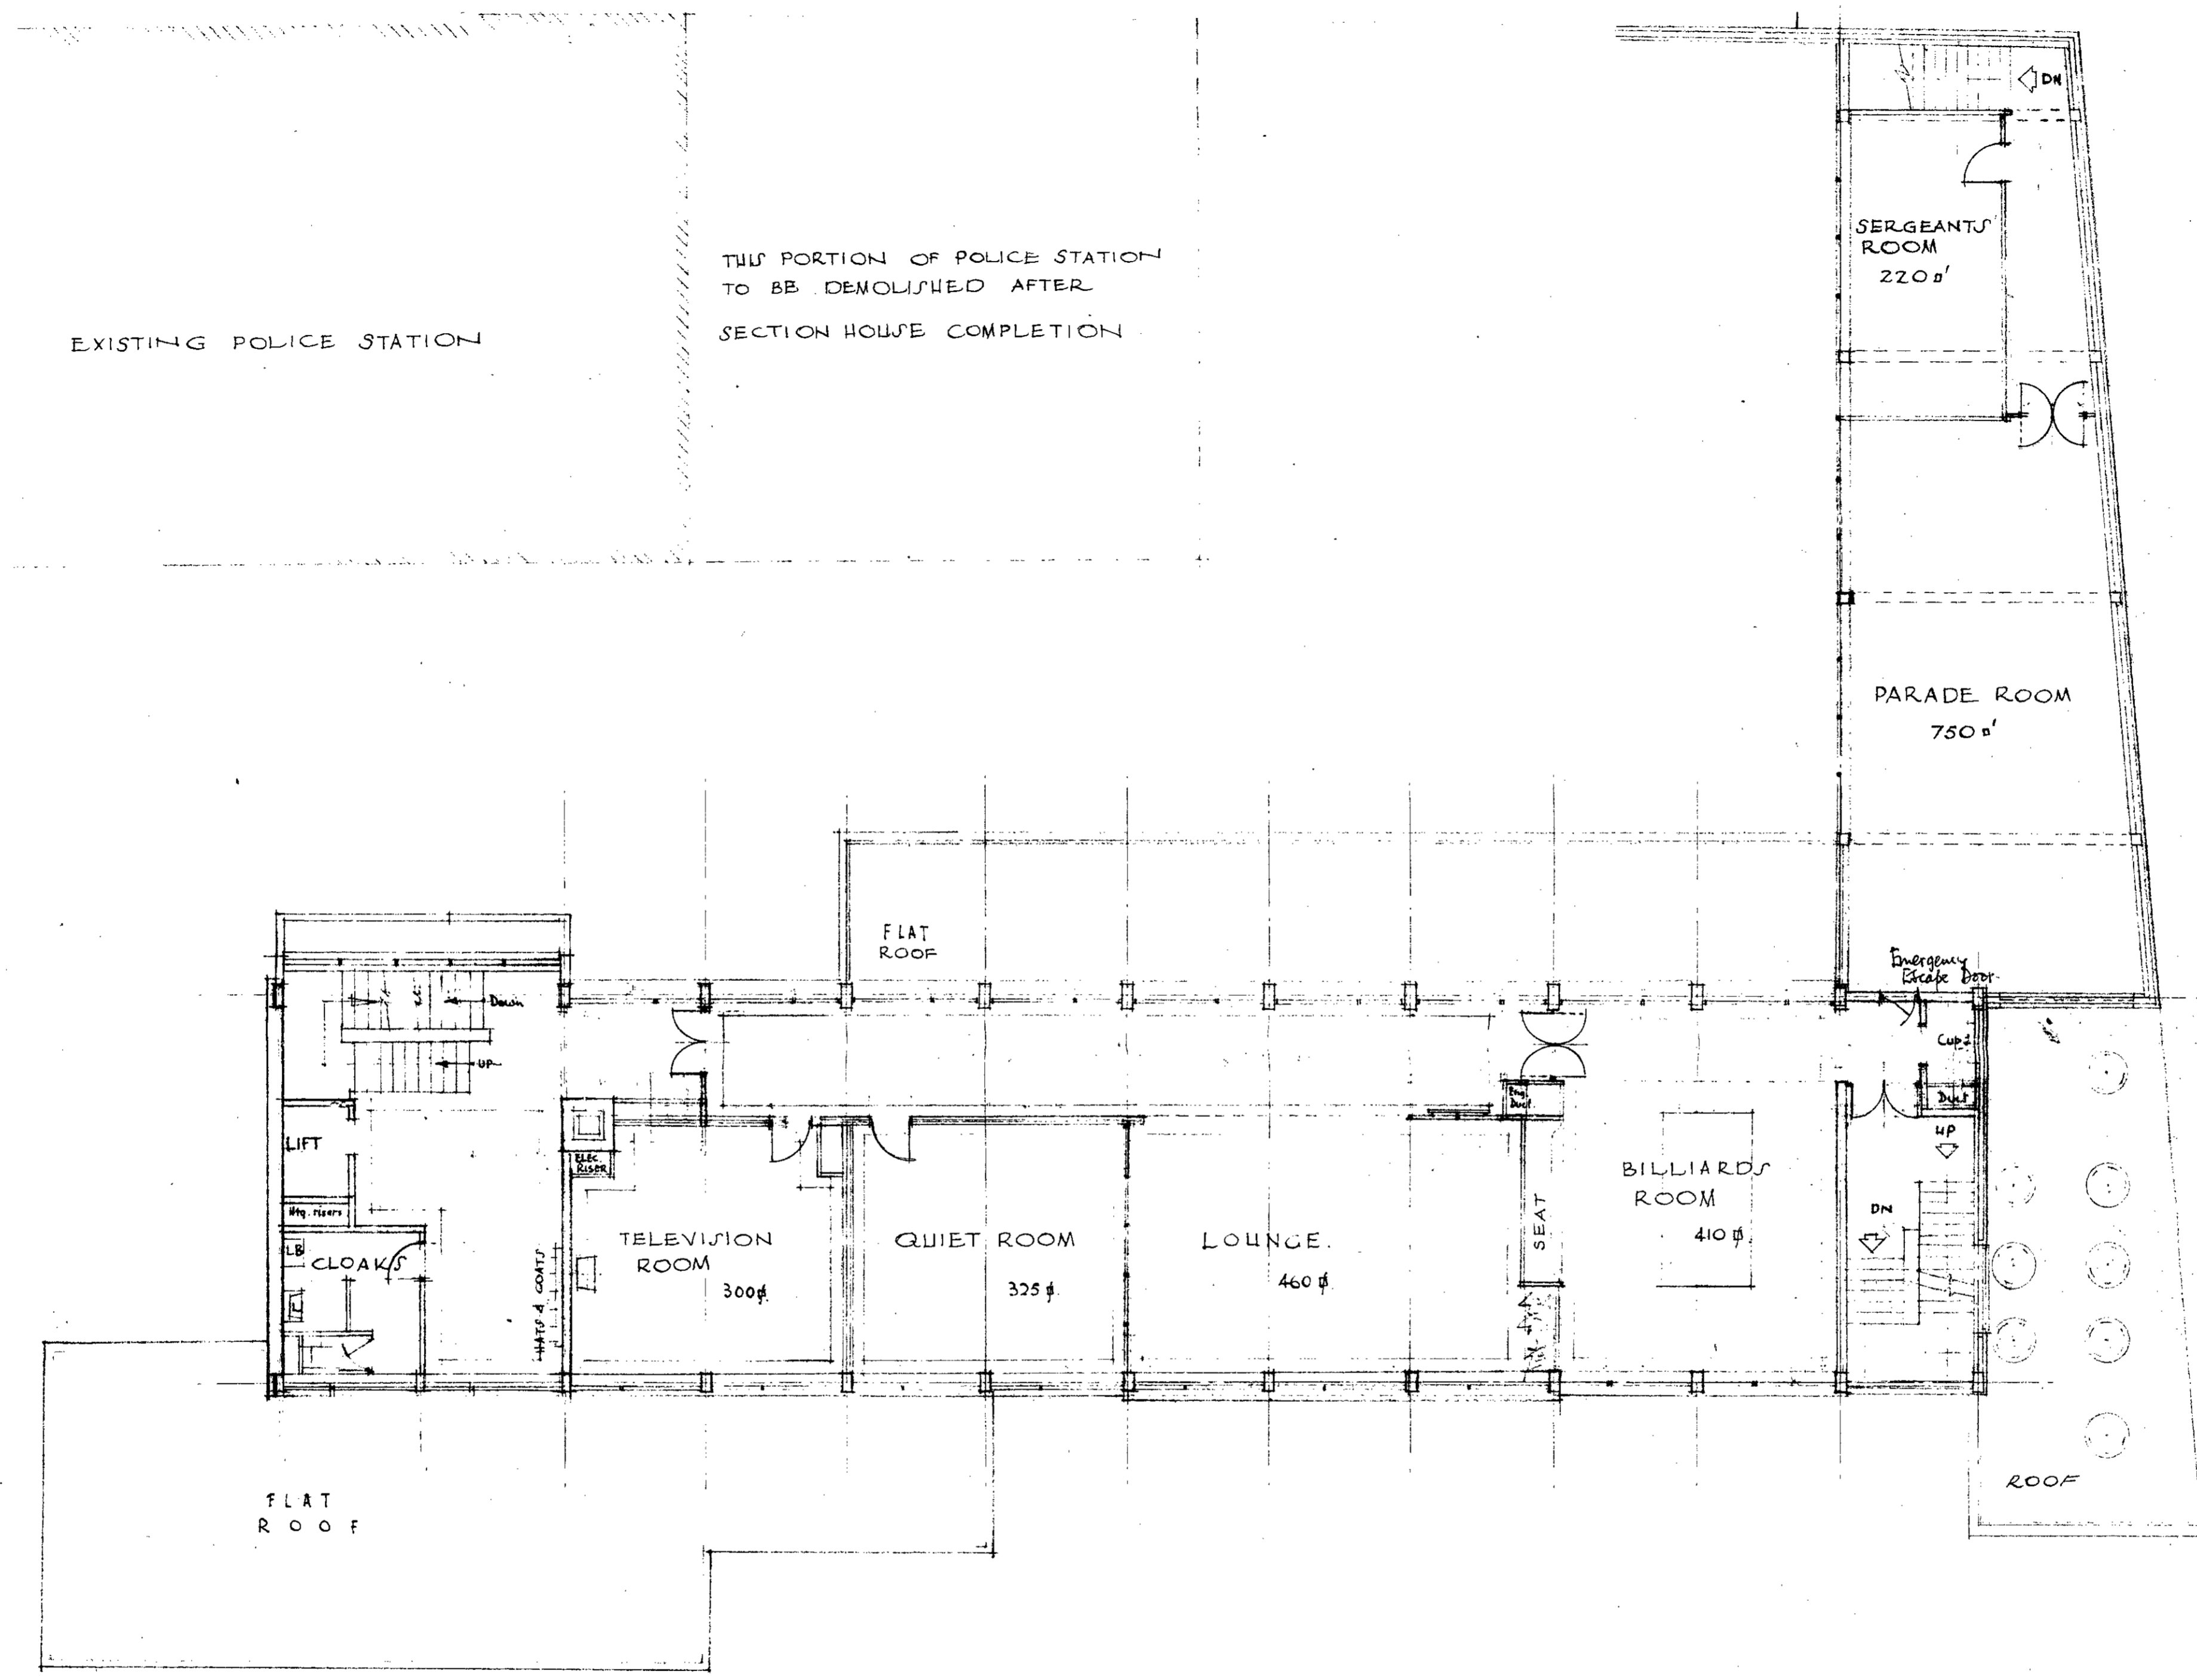 DN
SERGEANTS'
ROOM
220□'
THIS PORTION OF POLICE STATION
TO BE DEMOLISHED AFTER
SECTION HOUSE COMPLETION
EXISTING POLICE STATION
PARADE ROOM
750□'
FLAT
ROOF
Emergency
Escape Door
Down
UP
Cup'd
Duct
Eng.
Duct
LIFT
ELEC.
RISER
UP
BILLIARDS
ROOM
410□
Htg. risers
DN
SEAT
LB
CLOAKS
HATS & COATS
TELEVISION
ROOM
300□
QUIET ROOM
325□
LOUNGE
460□
FLAT
ROOF
ROOF